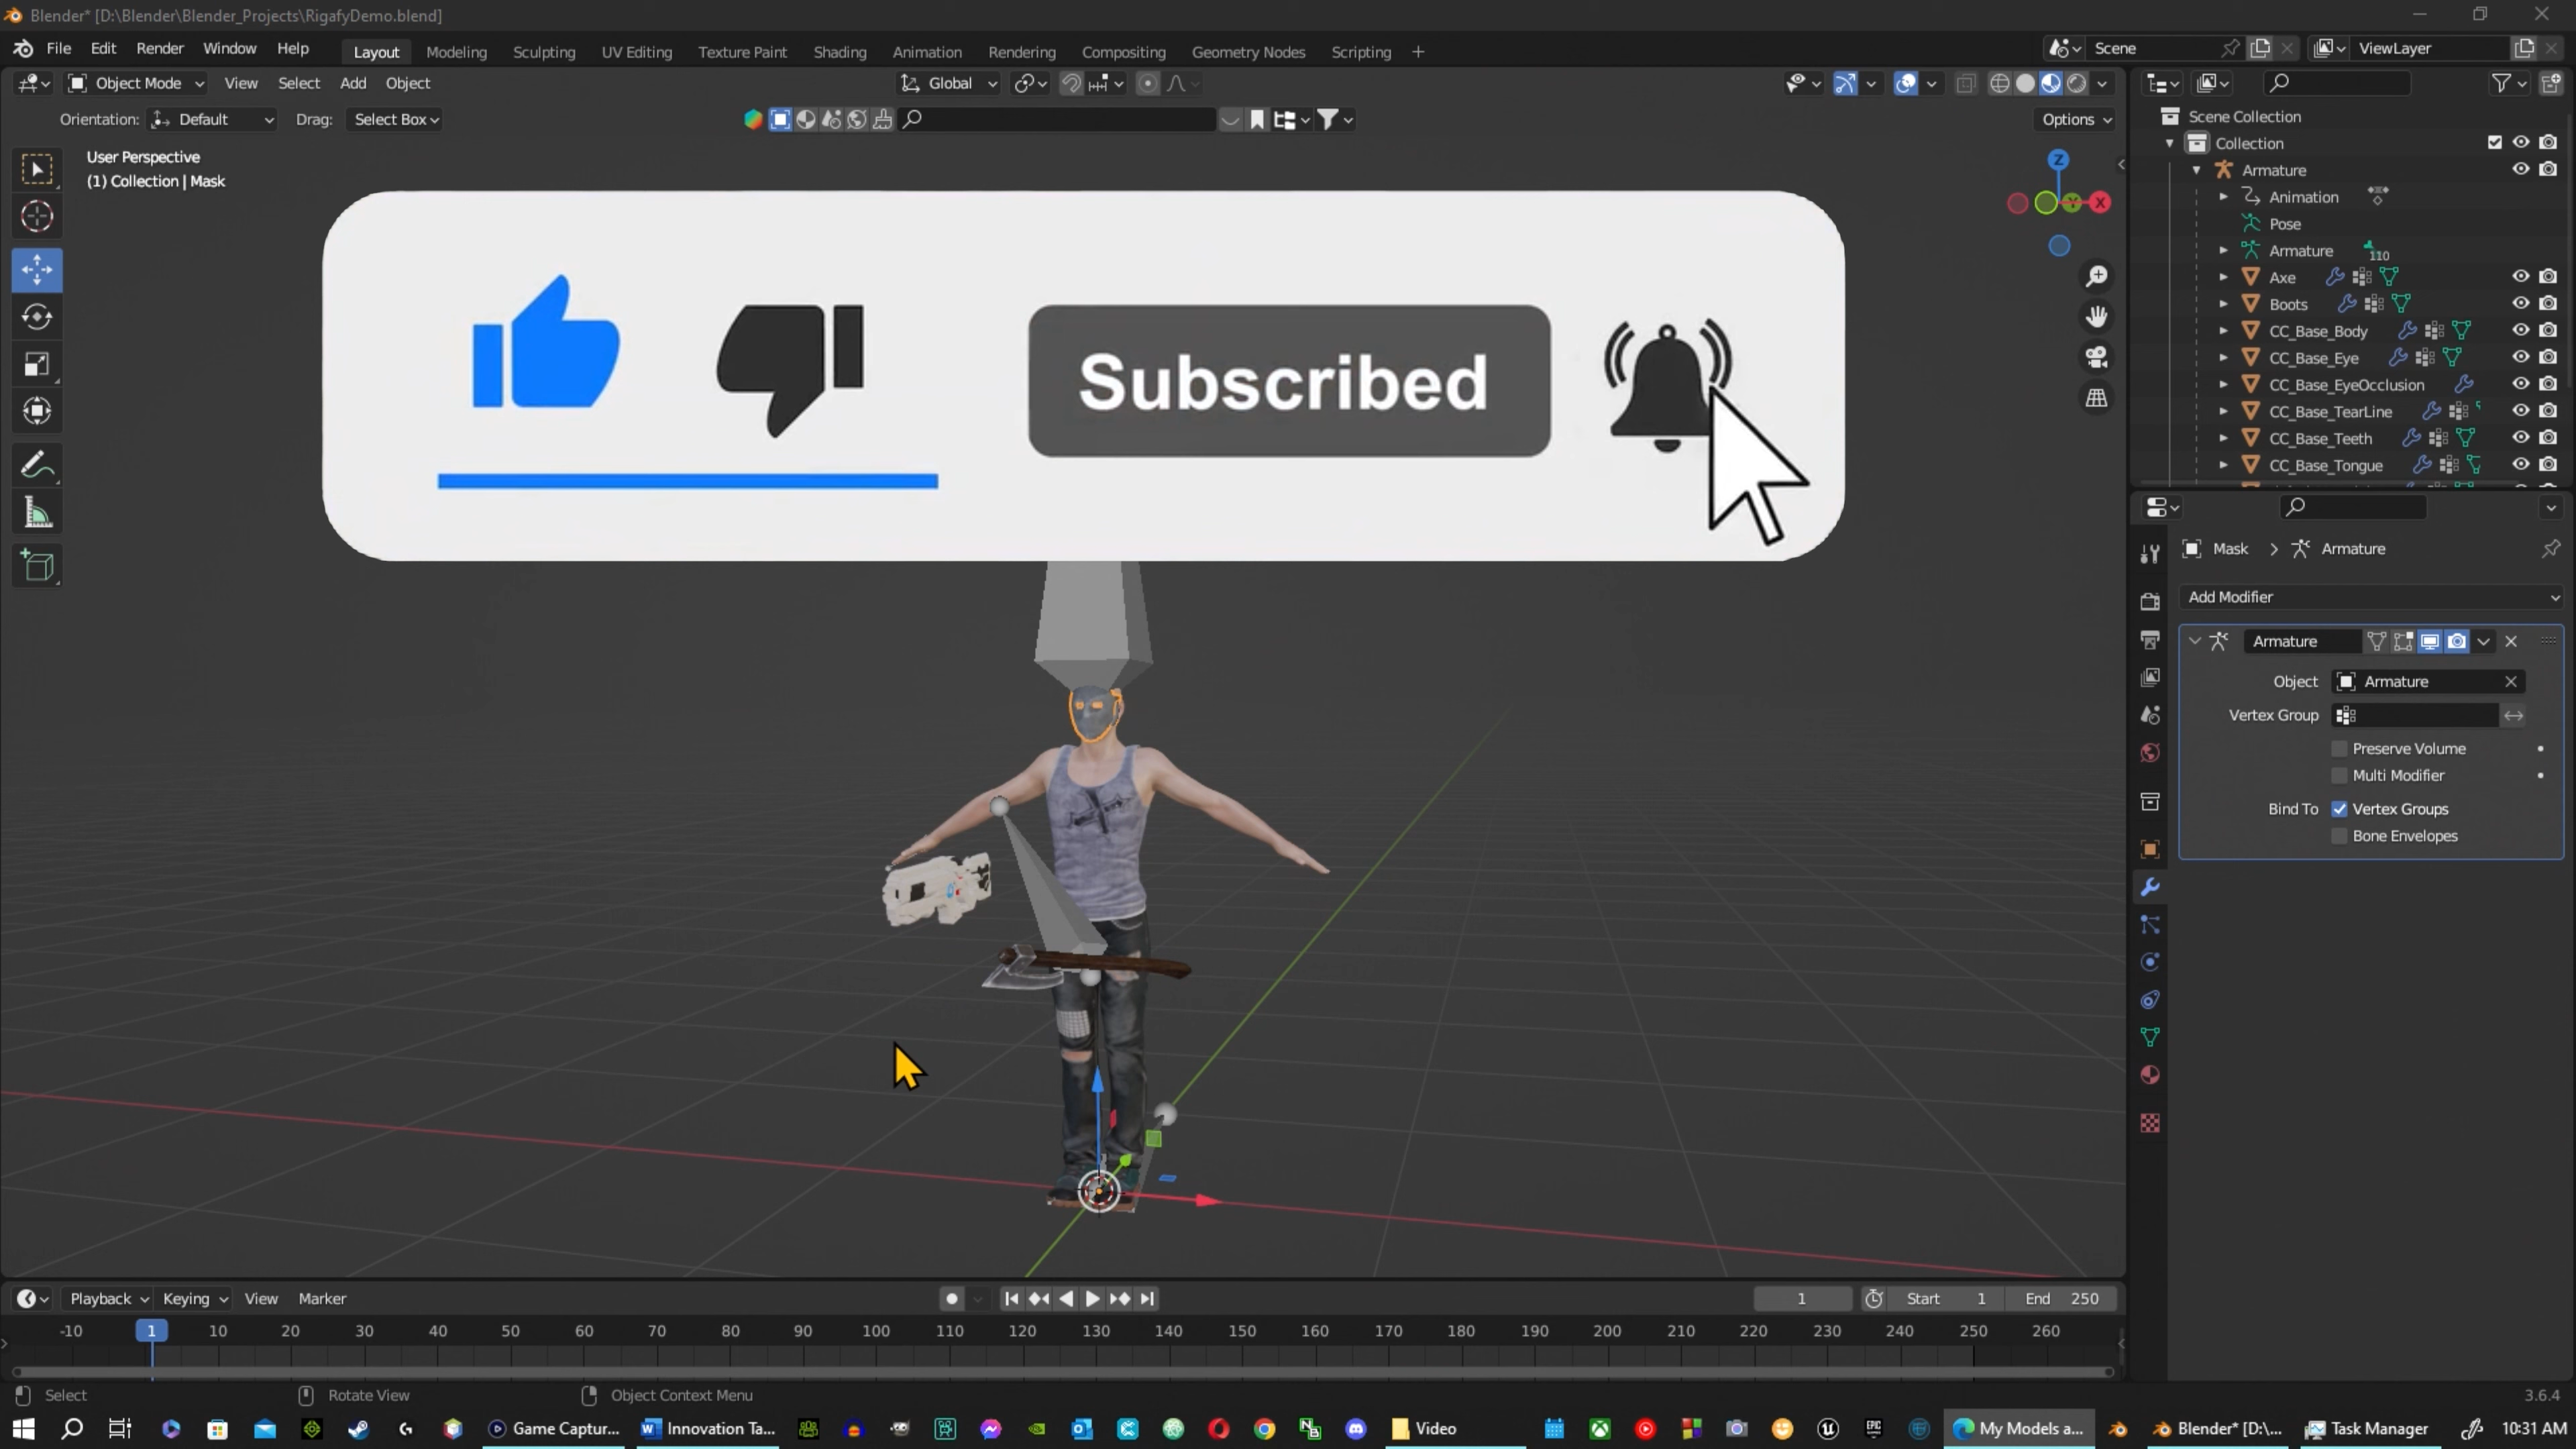 Blender* [D:\Blender\Blender_Projects\RigafyDemo.blend]
File Edit Render Window Help Layout Modeling Sculpting UV Editing Texture Paint Shading Animation Rendering Compositing Geometry Nodes Scripting + Scene ViewLayer
Object Mode View Select Add Object Global
Orientation: Default Drag: Select Box Options
User Perspective
(1) Collection | Mask
Z
X
Subscribed
Scene Collection
Collection
Armature
Animation
Pose
Armature 110
Axe
Boots
CC_Base_Body
CC_Base_Eye
CC_Base_EyeOcclusion
CC_Base_TearLine
CC_Base_Teeth
CC_Base_Tongue
Mask > Armature
Add Modifier
Armature
Object Armature
Vertex Group
Preserve Volume
Multi Modifier
Bind To Vertex Groups
Bone Envelopes
Playback Keying View Marker 1 Start 1 End 250
-10 1 10 20 30 40 50 60 70 80 90 100 110 120 130 140 150 160 170 180 190 200 210 220 230 240 250 260
Select Rotate View Object Context Menu 3.6.4
Game Captur... Innovation Ta... Video My Models a... Blender* [D:\... Task Manager 10:31 AM